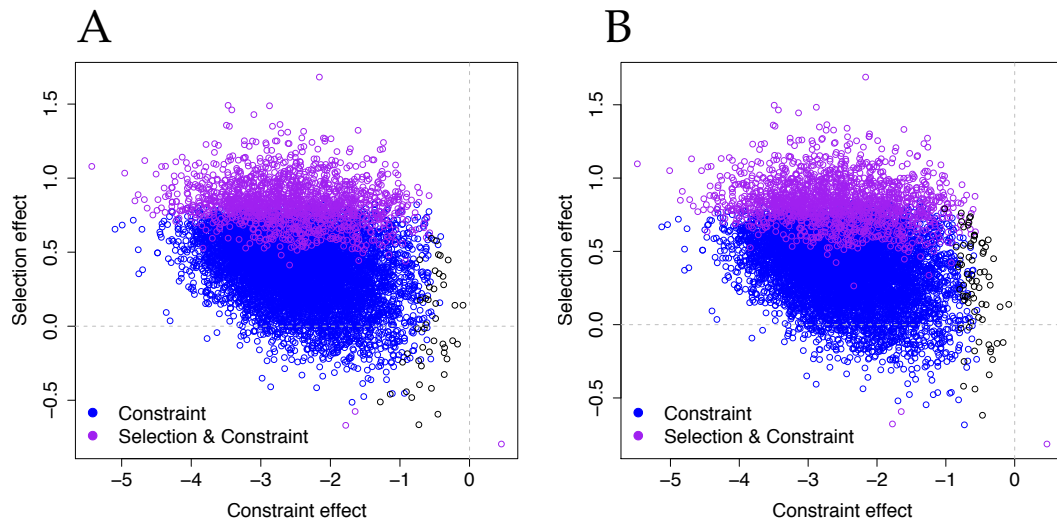 A
B
Selection effect
1.5
1.0
0.5
0.0
−0.5
Constraint
Selection & Constraint
−5
−4
−3
−2
−1
0
Constraint effect
Selection effect
1.5
1.0
0.5
0.0
−0.5
Constraint
Selection & Constraint
−5
−4
−3
−2
−1
0
Constraint effect